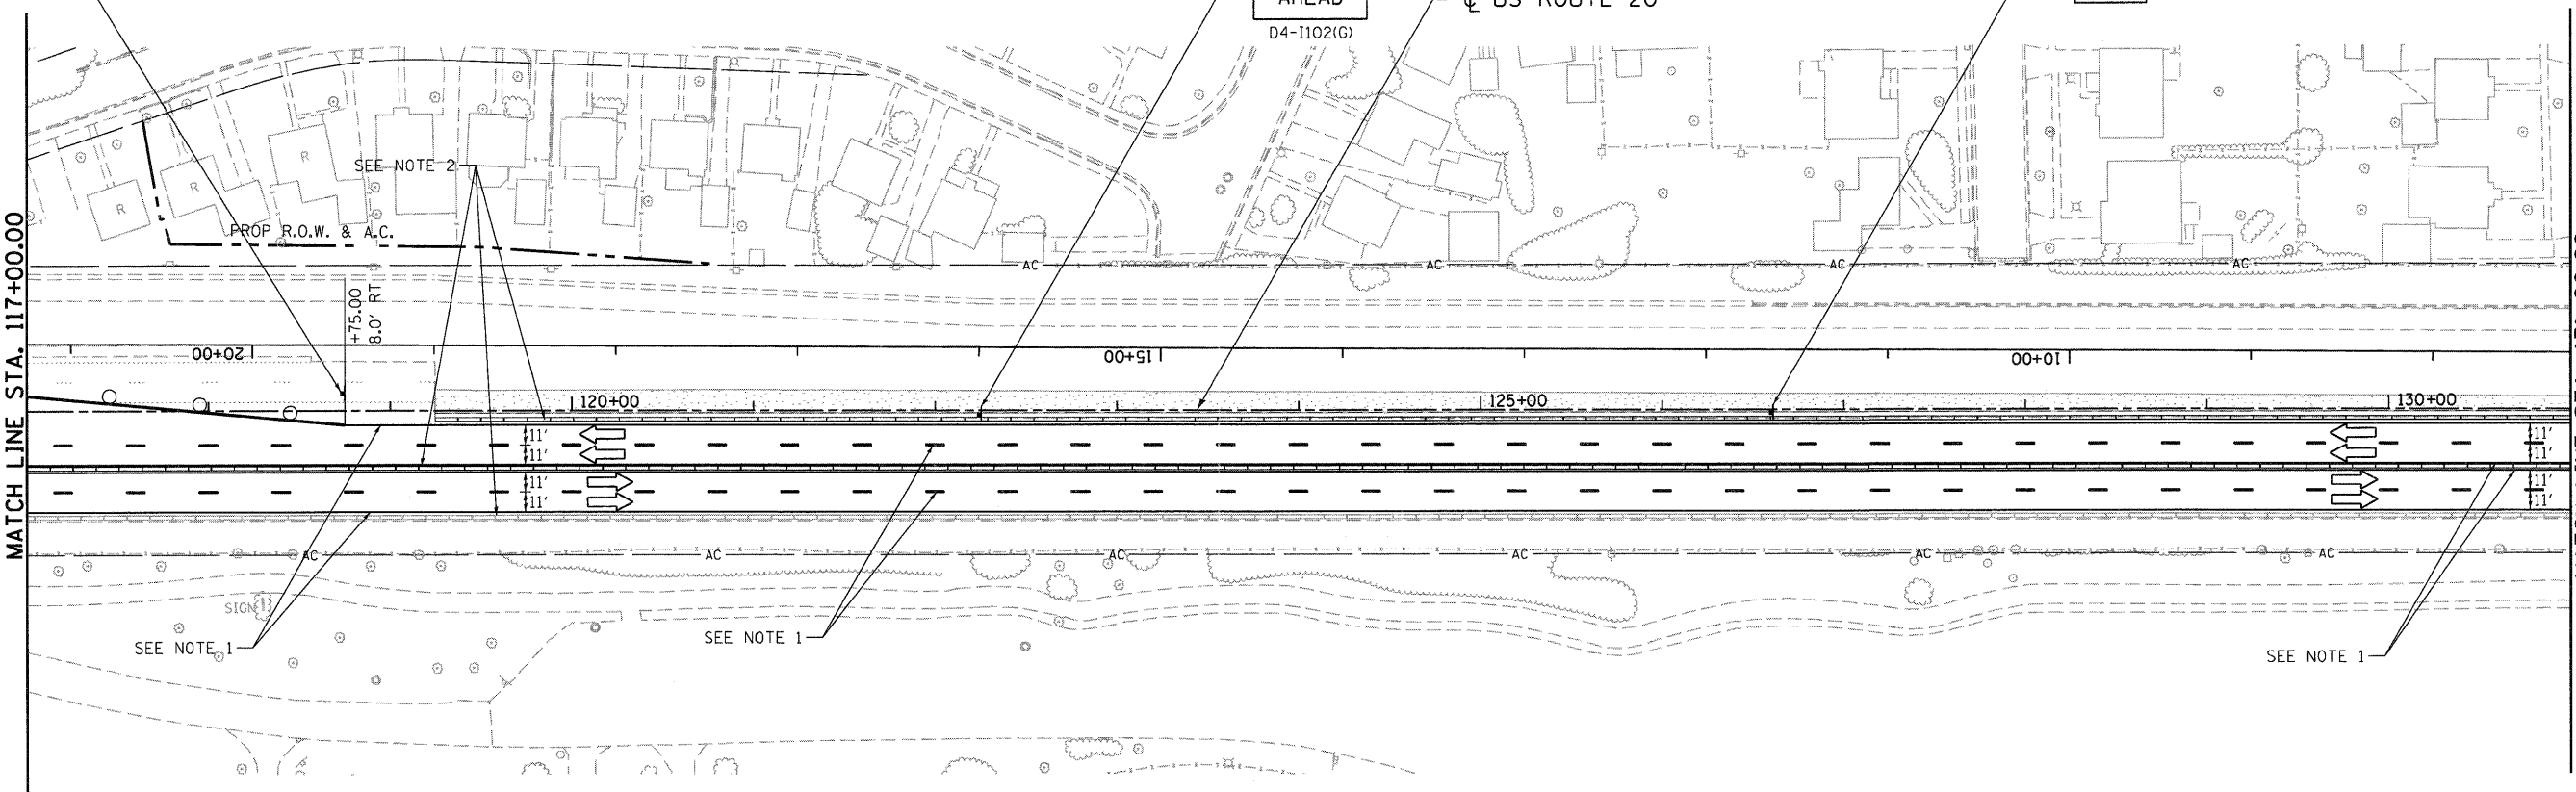 AHEAD
D4-I102(G)
℄ US ROUTE 20
SEE NOTE 2
R
R
R
PROP R.O.W. & A.C.
AC
AC
AC
AC
MATCH LINE STA. 117+00.00
+75.00
8.0' RT
20+00
15+00
10+00
120+00
125+00
130+00
11'
11'
11'
11'
11'
11'
11'
11'
AC
AC
AC
AC
AC
AC
SIGN
SEE NOTE 1
SEE NOTE 1
SEE NOTE 1